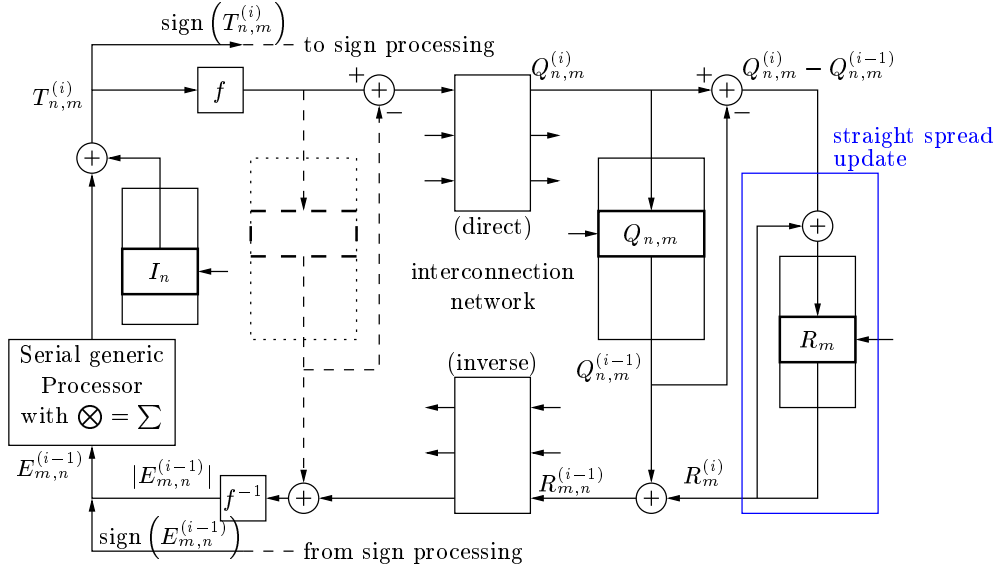 sign (T_{n,m}^{(i)})
to sign processing
T_{n,m}^{(i)}
f
+
−
Q_{n,m}^{(i)}
+
−
Q_{n,m}^{(i)} − Q_{n,m}^{(i−1)}
straight spread
update
+
+
+
+
(direct)
Q_{n,m}
I_n
interconnection
network
R_m
Serial generic
Processor
with ⊗ = ∑
(inverse)
Q_{n,m}^{(i−1)}
E_{m,n}^{(i−1)}
|E_{m,n}^{(i−1)}|
f^{−1}
+
R_{m,n}^{(i−1)}
+
R_m^{(i)}
sign (E_{m,n}^{(i−1)})
from sign processing